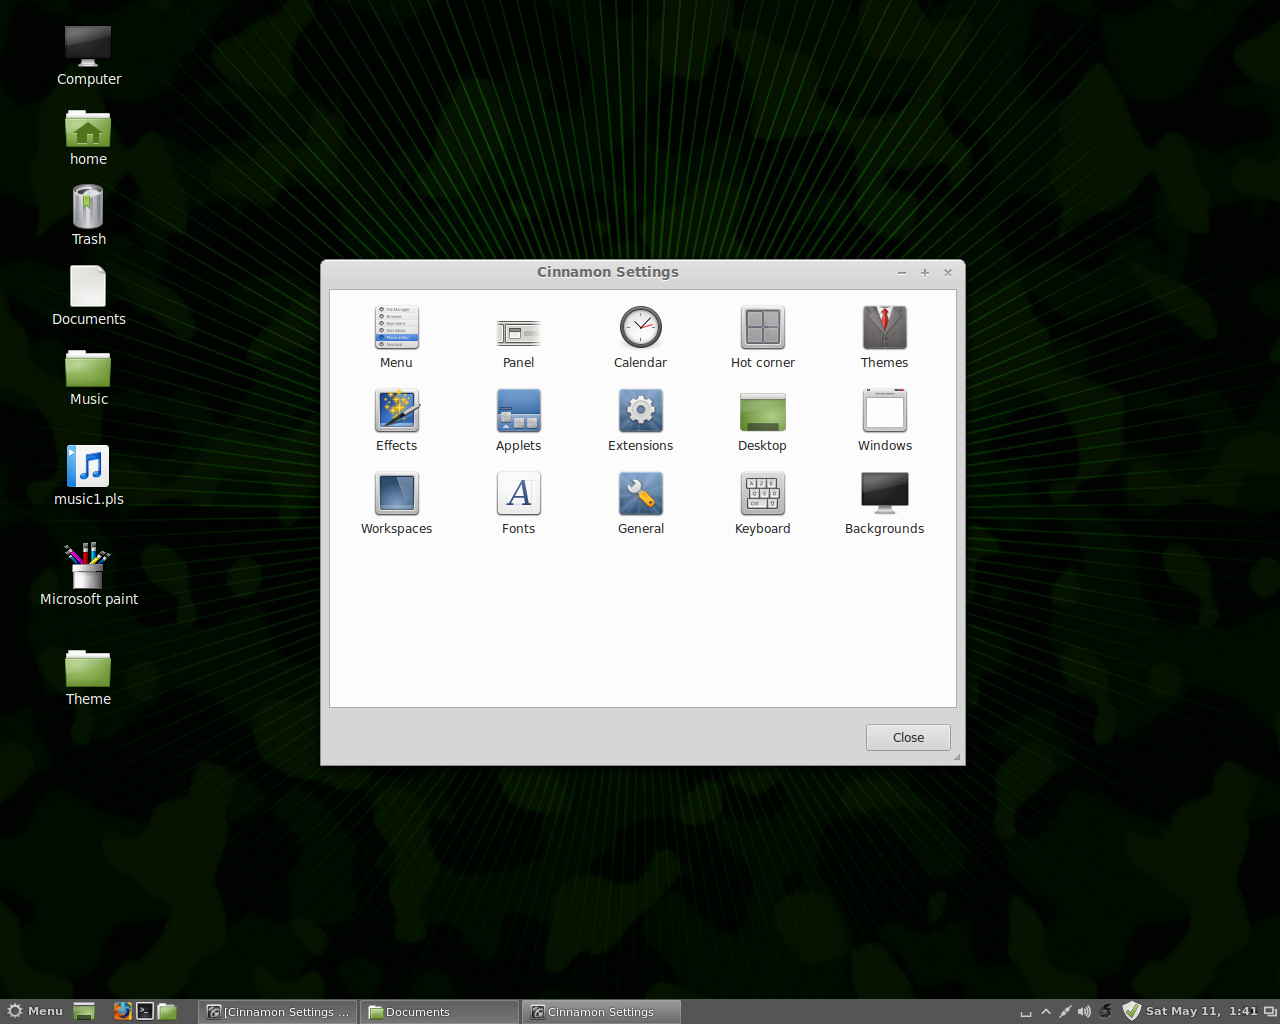 Computer
home
Trash
Documents
Music
music1.pls
Microsoft paint
Theme
Cinnamon Settings
Menu
Panel
Calendar
Hot corner
Themes
Effects
Applets
Extensions
Desktop
Windows
Workspaces
Fonts
General
Keyboard
Backgrounds
Close
Menu
[Cinnamon Settings ...
Documents
Cinnamon Settings
Sat May 11, 1:41